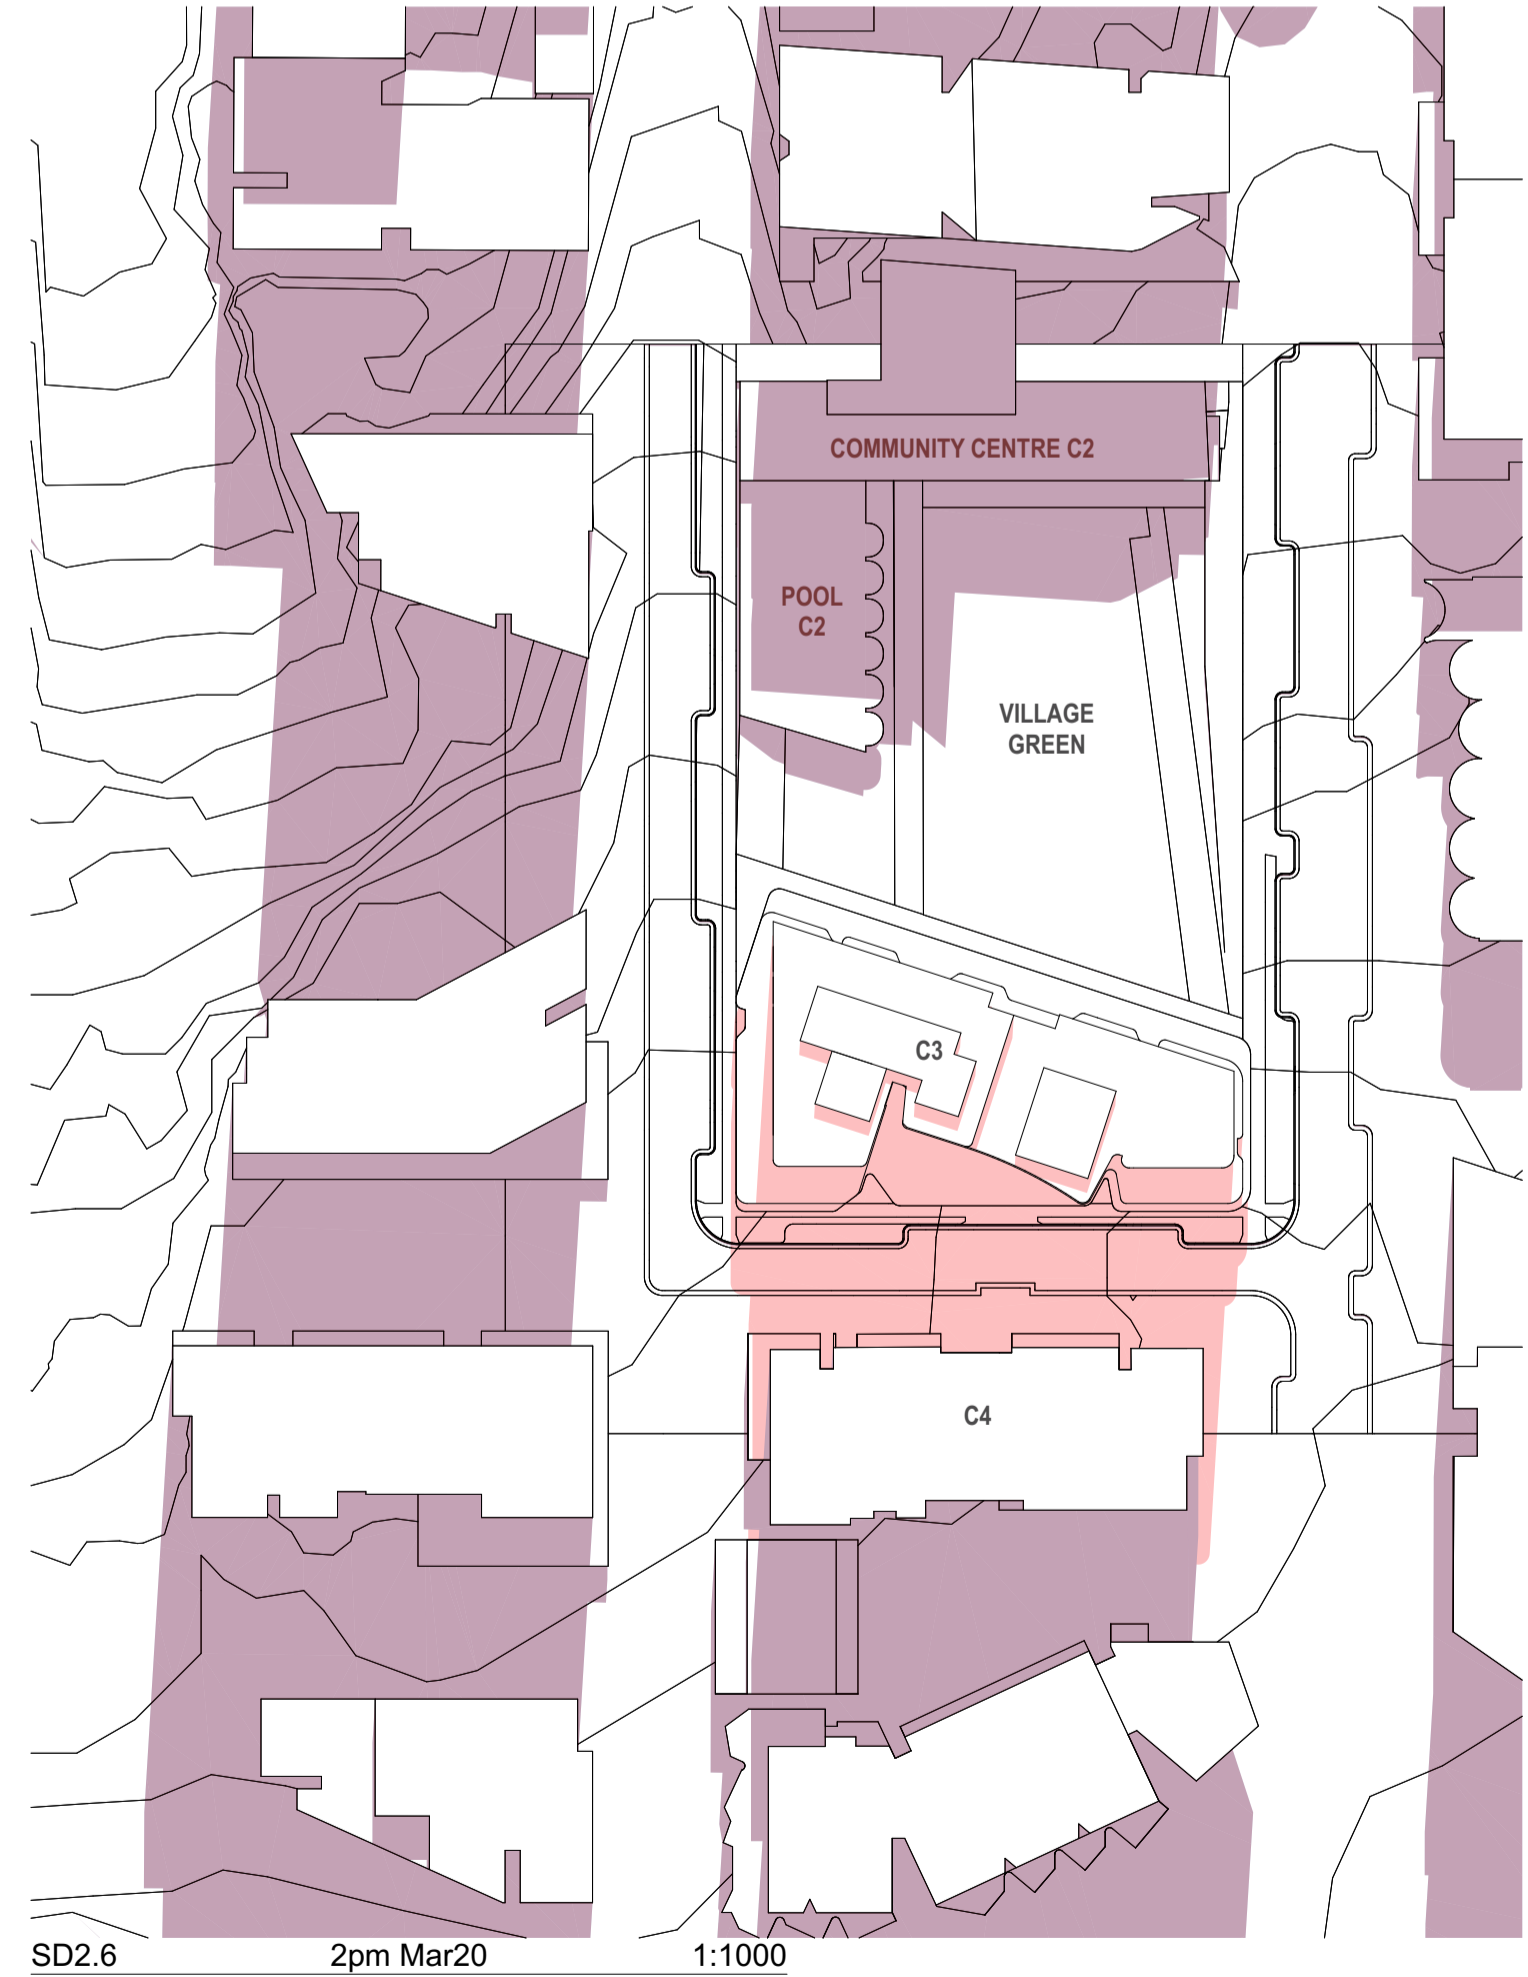 COMMUNITY CENTRE C2
POOL
C2
VILLAGE
GREEN
C3
C4
SD2.6 2pm Mar20 1:1000